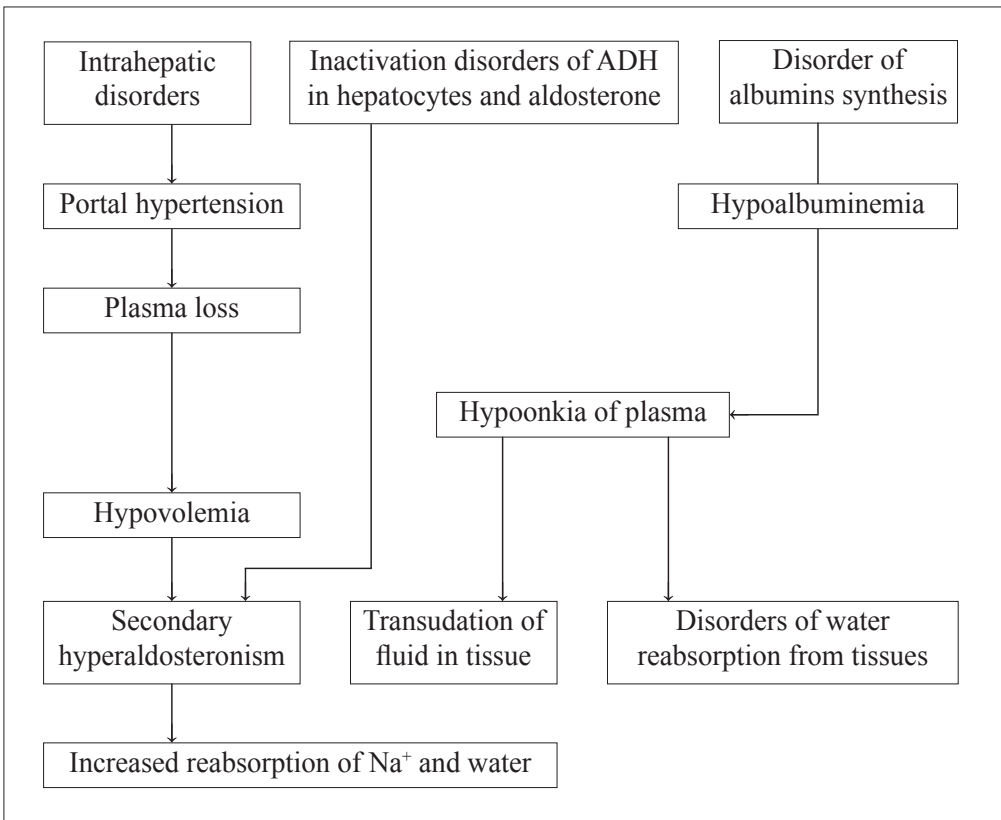 Intrahepatic
disorders
Inactivation disorders of ADH
in hepatocytes and aldosterone
Disorder of
albumins synthesis
Portal hypertension
Hypoalbuminemia
Plasma loss
Hypoonkia of plasma
Hypovolemia
Secondary
hyperaldosteronism
Transudation of
fluid in tissue
Disorders of water
reabsorption from tissues
Increased reabsorption of Na⁺ and water